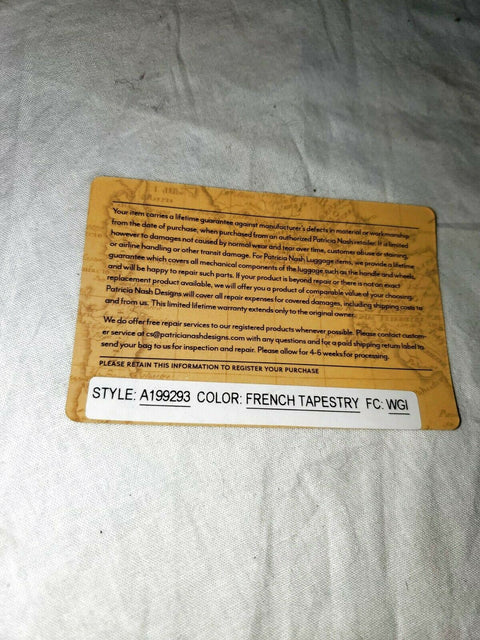 Your item carries a lifetime guarantee against manufacturer's defects in material or workmanship
from the date of purchase, when purchased from an authorized Patricia Nash retailer. It is limited
however to damages not caused by normal wear and tear over time, customer abuse or staining,
or airline handling or other transit damage. For Patricia Nash Luggage items, we provide a lifetime
guarantee which covers all mechanical components of the luggage such as the handle and wheels,
and will be happy to repair such parts. If your product is beyond repair or there is not an exact
replacement product available, we will offer you a product of comparable value of your choosing.
Patricia Nash Designs will cover all repair expenses for covered damages, including shipping costs to
and from us. This limited lifetime warranty extends only to the original owner.
We do offer free repair services to our registered products whenever possible. Please contact custom-
er service at cs@patricianashdesigns.com with any questions and for a paid shipping return label to
send your bag to us for inspection and repair. Please allow for 4-6 weeks for processing.
PLEASE RETAIN THIS INFORMATION TO REGISTER YOUR PURCHASE
STYLE: A199293 COLOR: FRENCH TAPESTRY FC: WGI